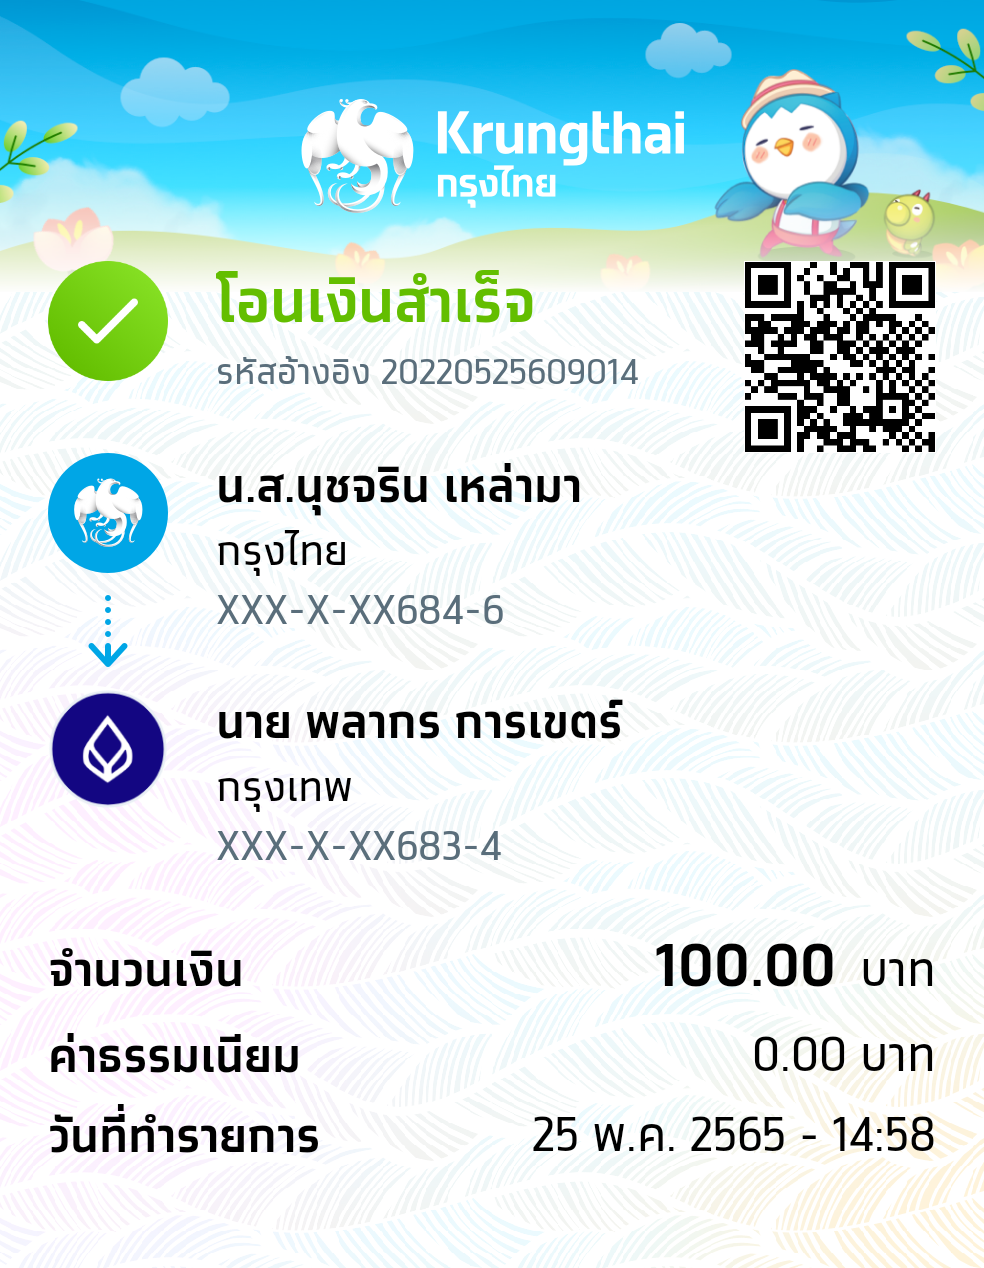 Krungthai
กรุงไทย
โอนเงินสำเร็จ
รหัสอ้างอิง 20220525609014
น.ส.นุชจริน เหล่ามา
กรุงไทย
XXX-X-XX684-6
นาย พลากร การเขตร์
กรุงเทพ
XXX-X-XX683-4
จำนวนเงิน 100.00 บาท
ค่าธรรมเนียม 0.00 บาท
วันที่ทำรายการ 25 พ.ค. 2565 - 14:58